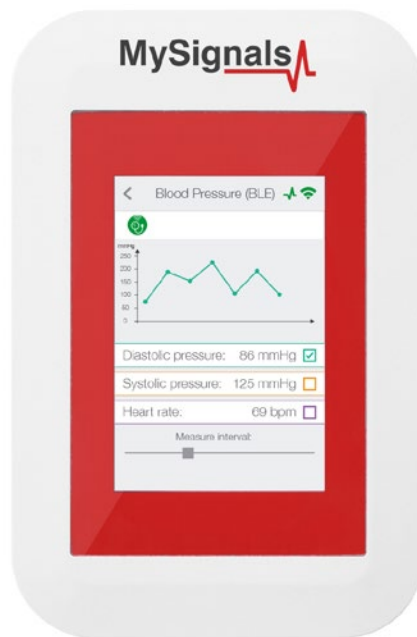 MySignals
Blood Pressure (BLE)
mmHg
250
200
150
100
50
0
Diastolic pressure: 86 mmHg
Systolic pressure: 125 mmHg
Heart rate: 69 bpm
Measure interval: